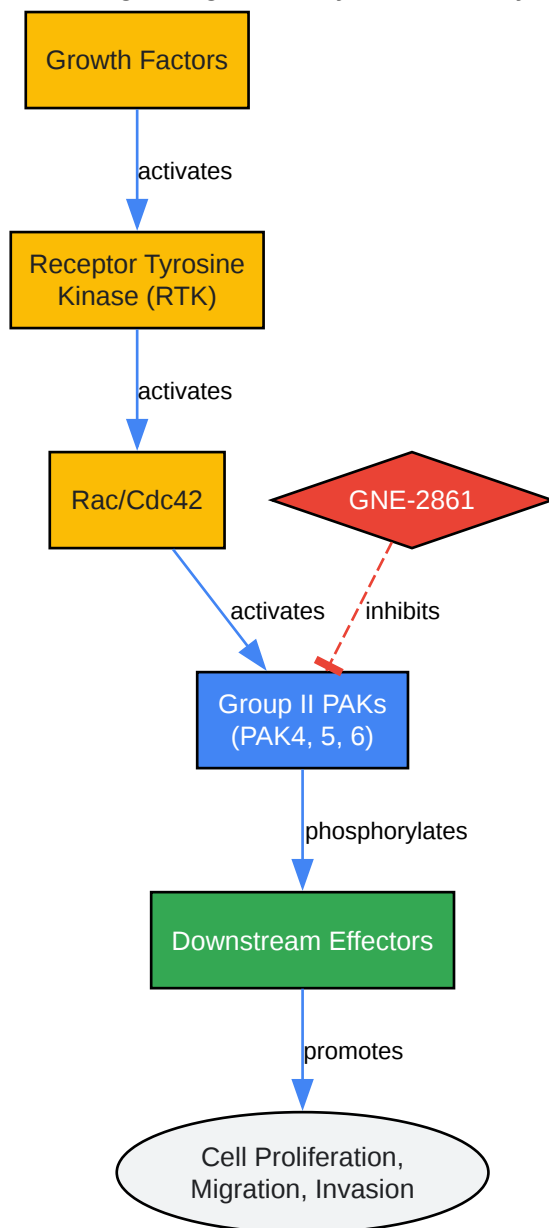 Growth Factors
activates
Receptor Tyrosine
Kinase (RTK)
activates
Rac/Cdc42
GNE-2861
activates
inhibits
Group II PAKs
(PAK4, 5, 6)
phosphorylates
Downstream Effectors
promotes
Cell Proliferation,
Migration, Invasion